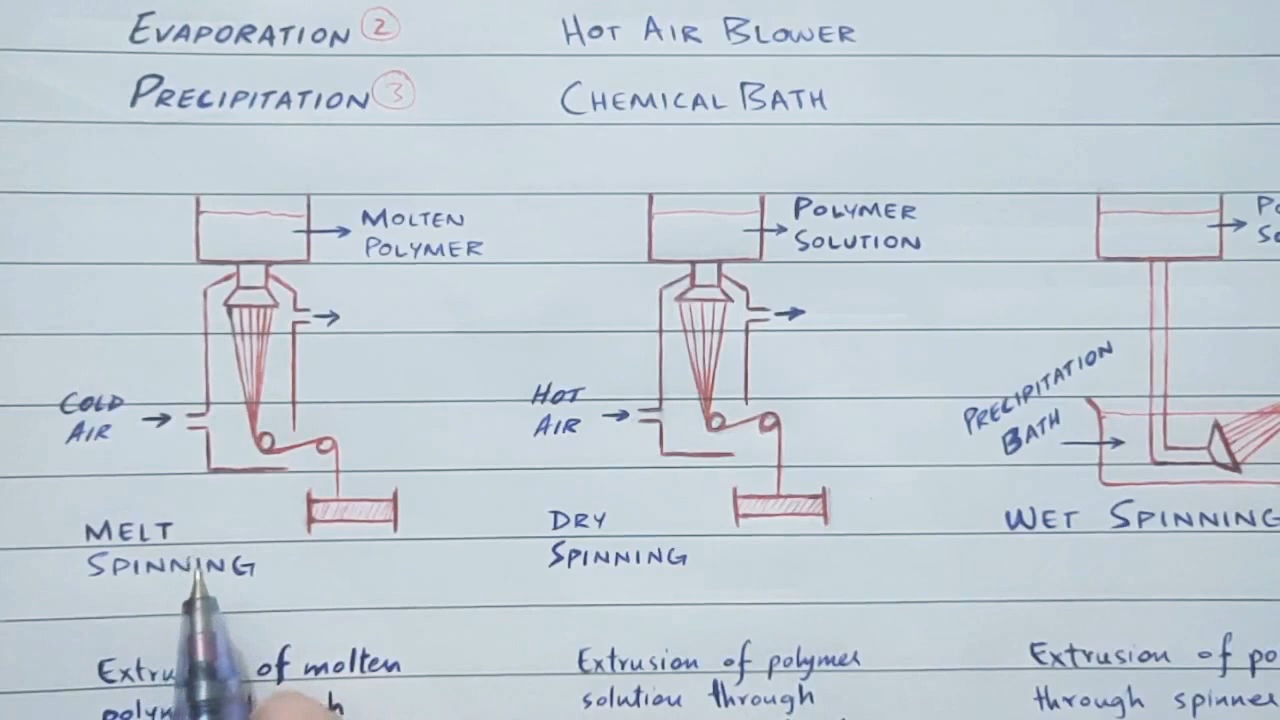 EVAPORATION 2 HOT AIR BLOWER
PRECIPITATION 3 CHEMICAL BATH
MOLTEN
POLYMER
COLD
AIR
MELT
SPINNING
POLYMER
SOLUTION
HOT
AIR
DRY
SPINNING
PRECIPITATION
BATH
WET SPINNING
of molten
Extrusion of polymer
solution through
Extrusion of
through